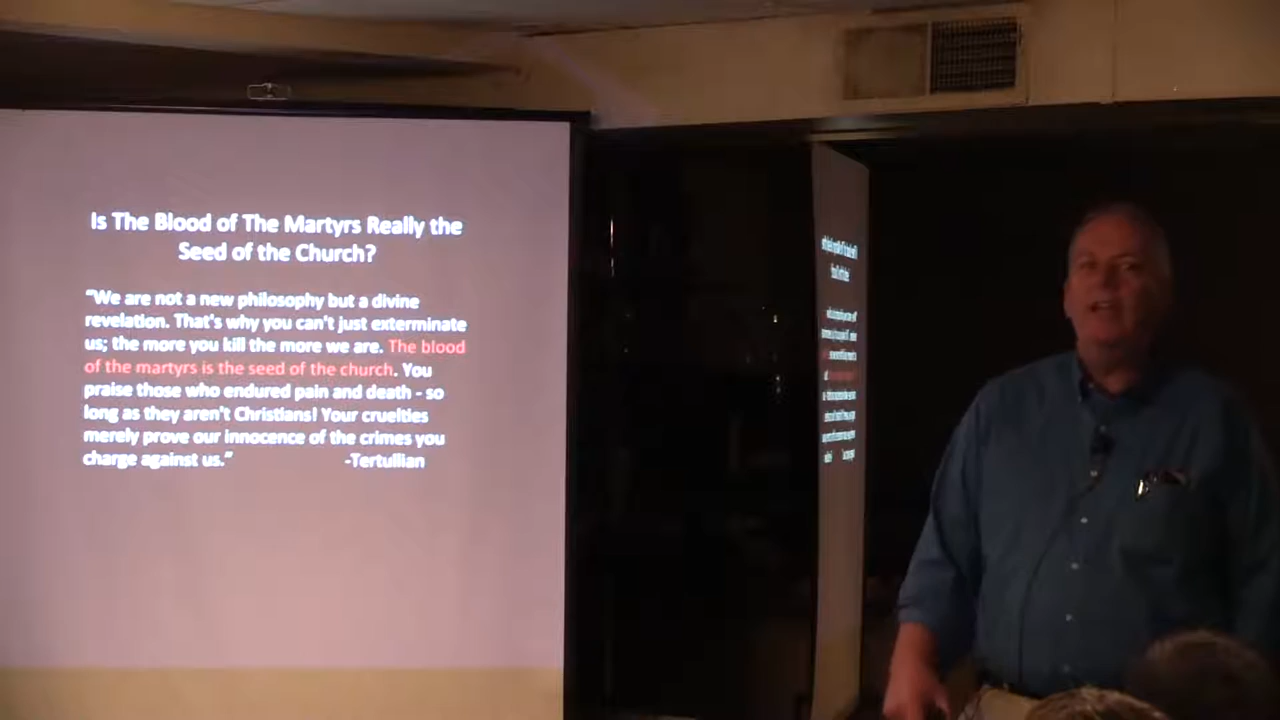 Is The Blood of The Martyrs Really the
Seed of the Church?
"We are not a new philosophy but a divine
revelation. That's why you can't just exterminate
us; the more you kill the more we are. The blood
of the martyrs is the seed of the church. You
praise those who endured pain and death - so
long as they aren't Christians! Your cruelties
merely prove our innocence of the crimes you
charge against us." -Tertullian